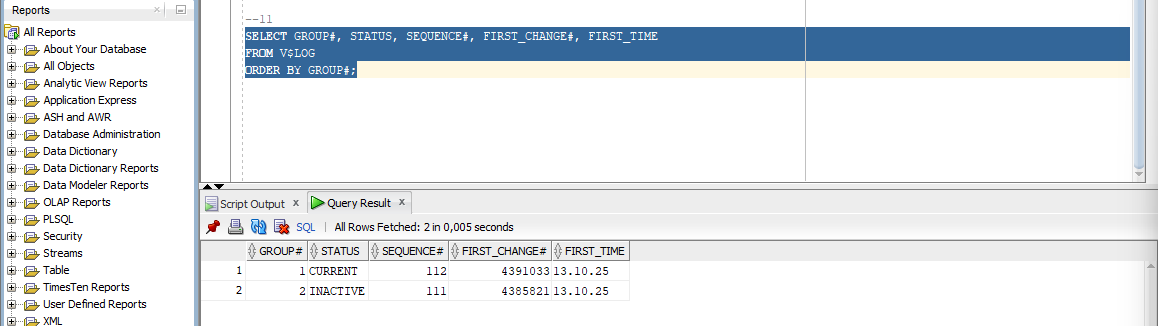 Reports
All Reports
About Your Database
All Objects
Analytic View Reports
Application Express
ASH and AWR
Database Administration
Data Dictionary
Data Dictionary Reports
Data Modeler Reports
OLAP Reports
PLSQL
Security
Streams
Table
TimesTen Reports
User Defined Reports
XML
--11
SELECT GROUP#, STATUS, SEQUENCE#, FIRST_CHANGE#, FIRST_TIME
FROM V$LOG
ORDER BY GROUP#;
Script Output x Query Result x
SQL | All Rows Fetched: 2 in 0,005 seconds
GROUP# STATUS SEQUENCE# FIRST_CHANGE# FIRST_TIME
1 1 CURRENT 112 4391033 13.10.25
2 2 INACTIVE 111 4385821 13.10.25